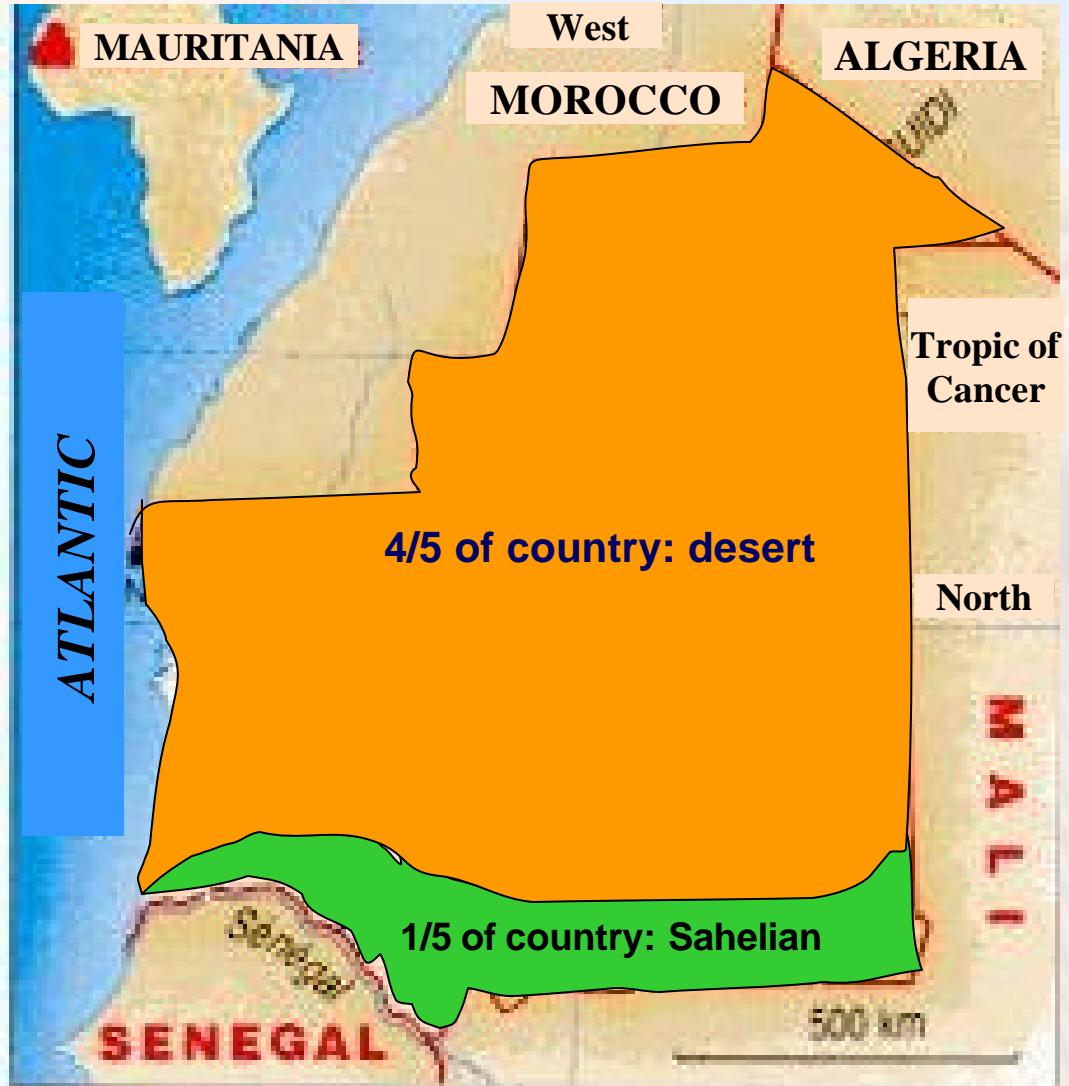 MAURITANIA
West
MOROCCO
ALGERIA
Tropic of
Cancer
ATLANTIC
4/5 of country: desert
North
MALI
1/5 of country: Sahelian
Senegal
SENEGAL
500 km